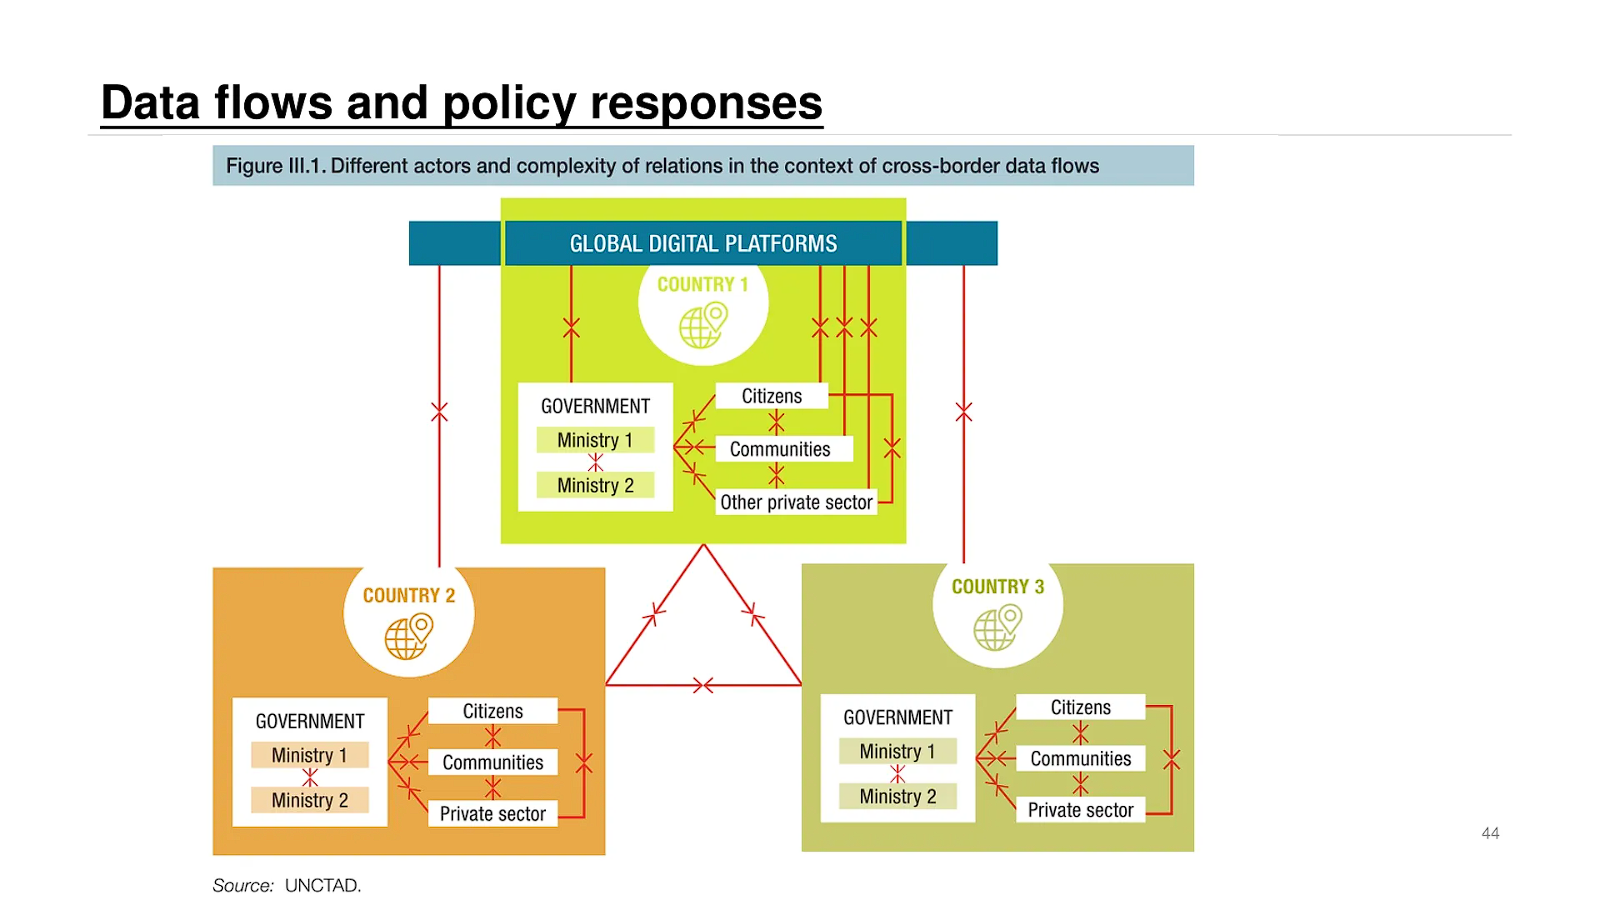 Data flows and policy responses
Figure III.1. Different actors and complexity of relations in the context of cross-border data flows
GLOBAL DIGITAL PLATFORMS
COUNTRY 1
GOVERNMENT
Ministry 1
Ministry 2
Citizens
Communities
Other private sector
COUNTRY 2
GOVERNMENT
Ministry 1
Ministry 2
Citizens
Communities
Private sector
COUNTRY 3
GOVERNMENT
Ministry 1
Ministry 2
Citizens
Communities
Private sector
44
Source: UNCTAD.